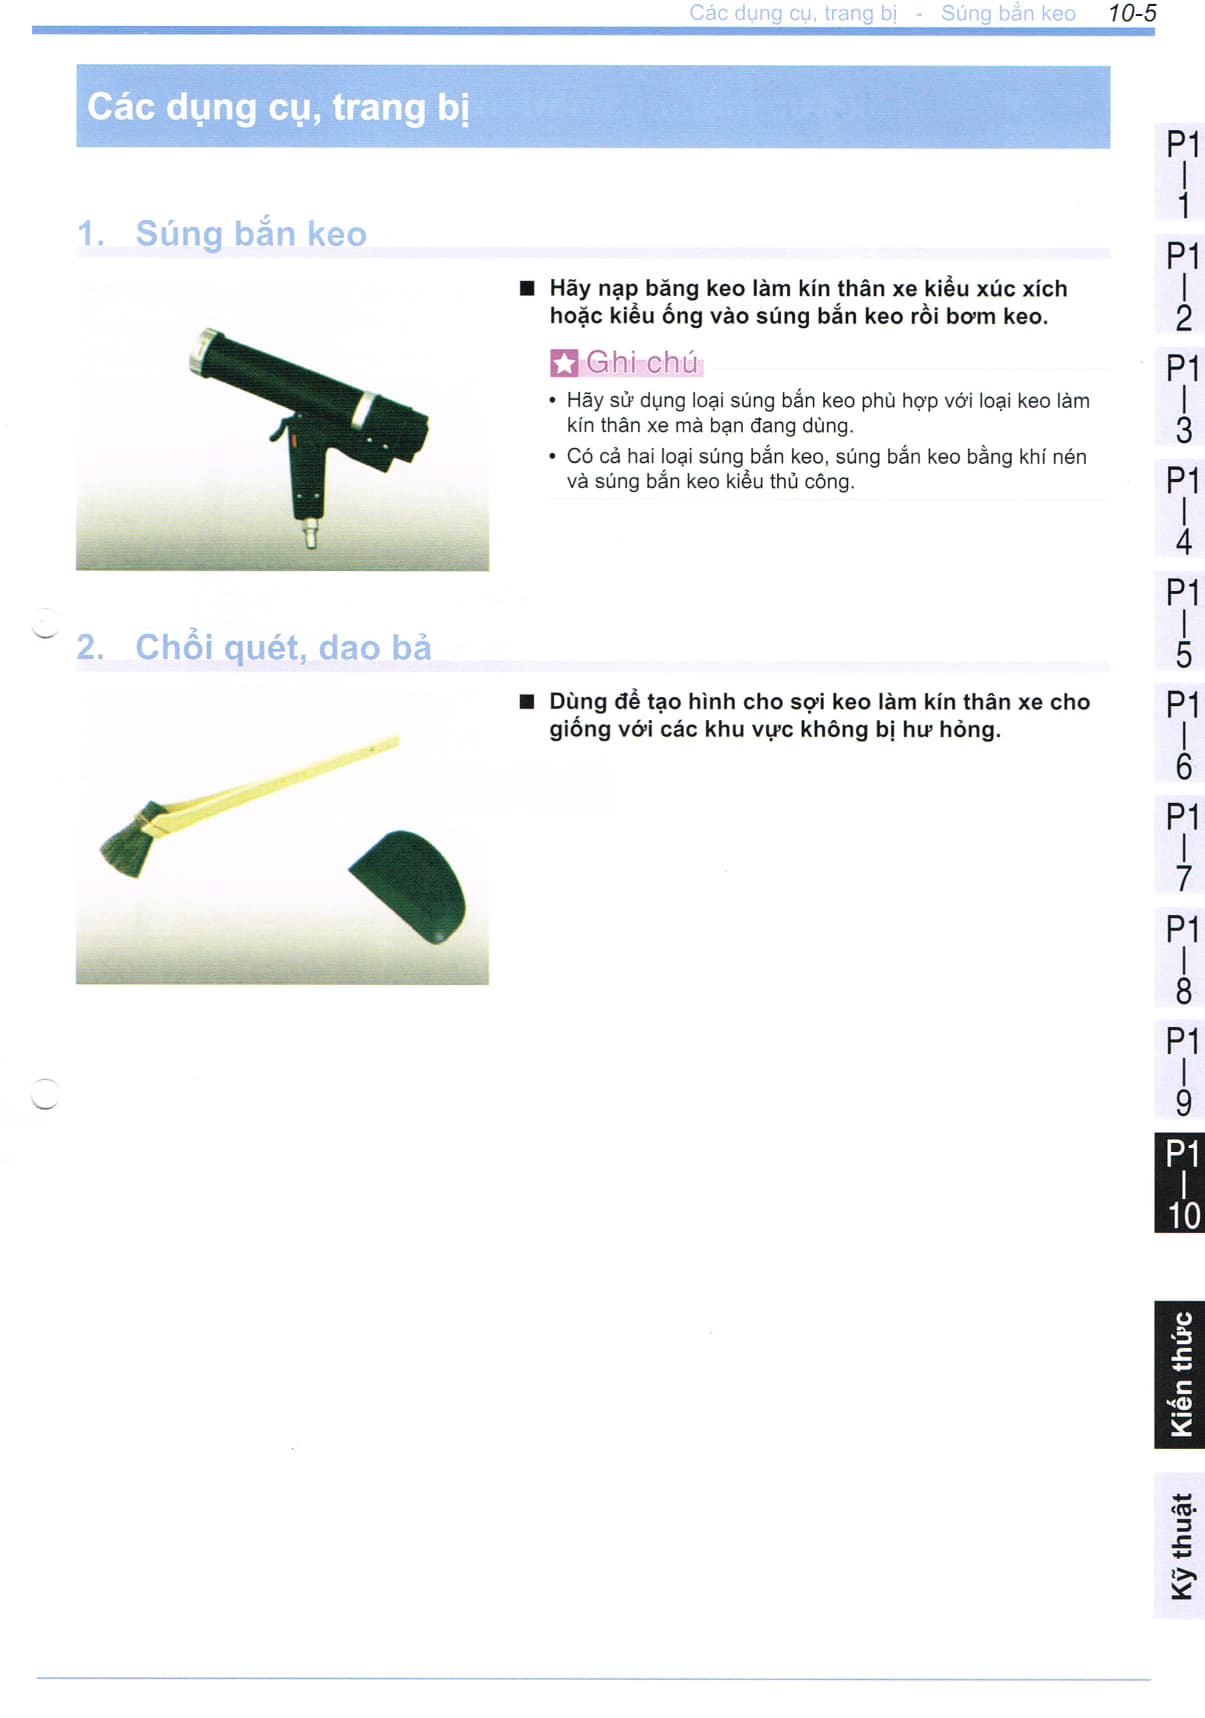 Các dụng cụ, trang bị - Súng bắn keo 10-5
Các dụng cụ, trang bị
1. Súng bắn keo
■ Hãy nạp băng keo làm kín thân xe kiểu xúc xích
hoặc kiểu ống vào súng bắn keo rồi bơm keo.
Ghi chú
• Hãy sử dụng loại súng bắn keo phù hợp với loại keo làm
kín thân xe mà bạn đang dùng.
• Có cả hai loại súng bắn keo, súng bắn keo bằng khí nén
và súng bắn keo kiểu thủ công.
2. Chổi quét, dao bả
■ Dùng để tạo hình cho sợi keo làm kín thân xe cho
giống với các khu vực không bị hư hỏng.
P1
1
P1
2
P1
3
P1
4
P1
5
P1
6
P1
7
P1
8
P1
9
P1
10
Kiến thức
Kỹ thuật